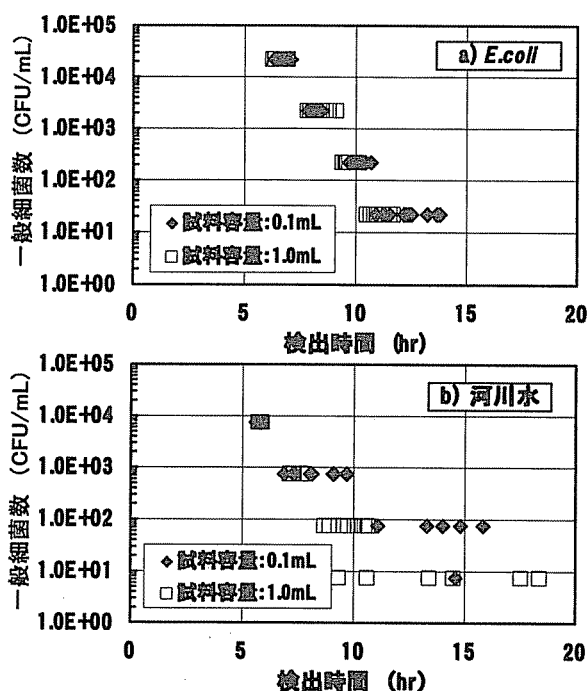 一般細菌数 (CFU/mL)
1.0E+05
1.0E+04
1.0E+03
1.0E+02
1.0E+01
1.0E+00
a) E.coli
試料容量:0.1mL
試料容量:1.0mL
0
5
10
15
20
検出時間 (hr)
一般細菌数 (CFU/mL)
1.0E+05
1.0E+04
1.0E+03
1.0E+02
1.0E+01
1.0E+00
b) 河川水
試料容量:0.1mL
試料容量:1.0mL
0
5
10
15
20
検出時間 (hr)